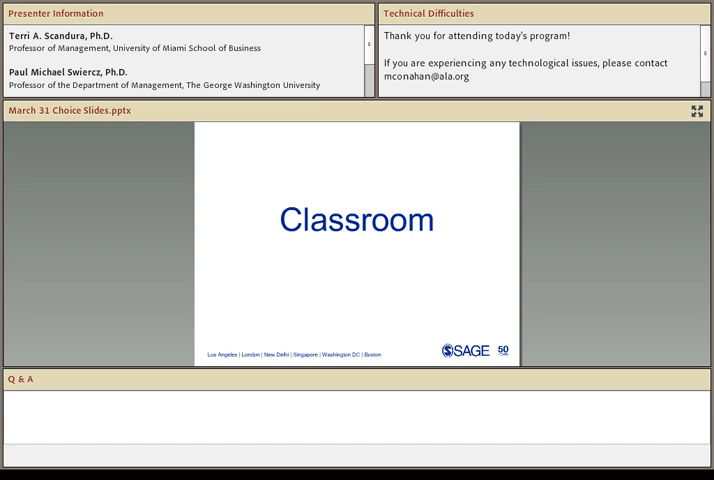 Presenter Information
Terri A. Scandura, Ph.D.
Professor of Management, University of Miami School of Business
Paul Michael Swiercz, Ph.D.
Professor of the Department of Management, The George Washington University
Technical Difficulties
Thank you for attending today's program!
If you are experiencing any technological issues, please contact
mconahan@ala.org
March 31 Choice Slides.pptx
Classroom
Los Angeles | London | New Delhi | Singapore | Washington DC | Boston
SAGE
50
Q & A